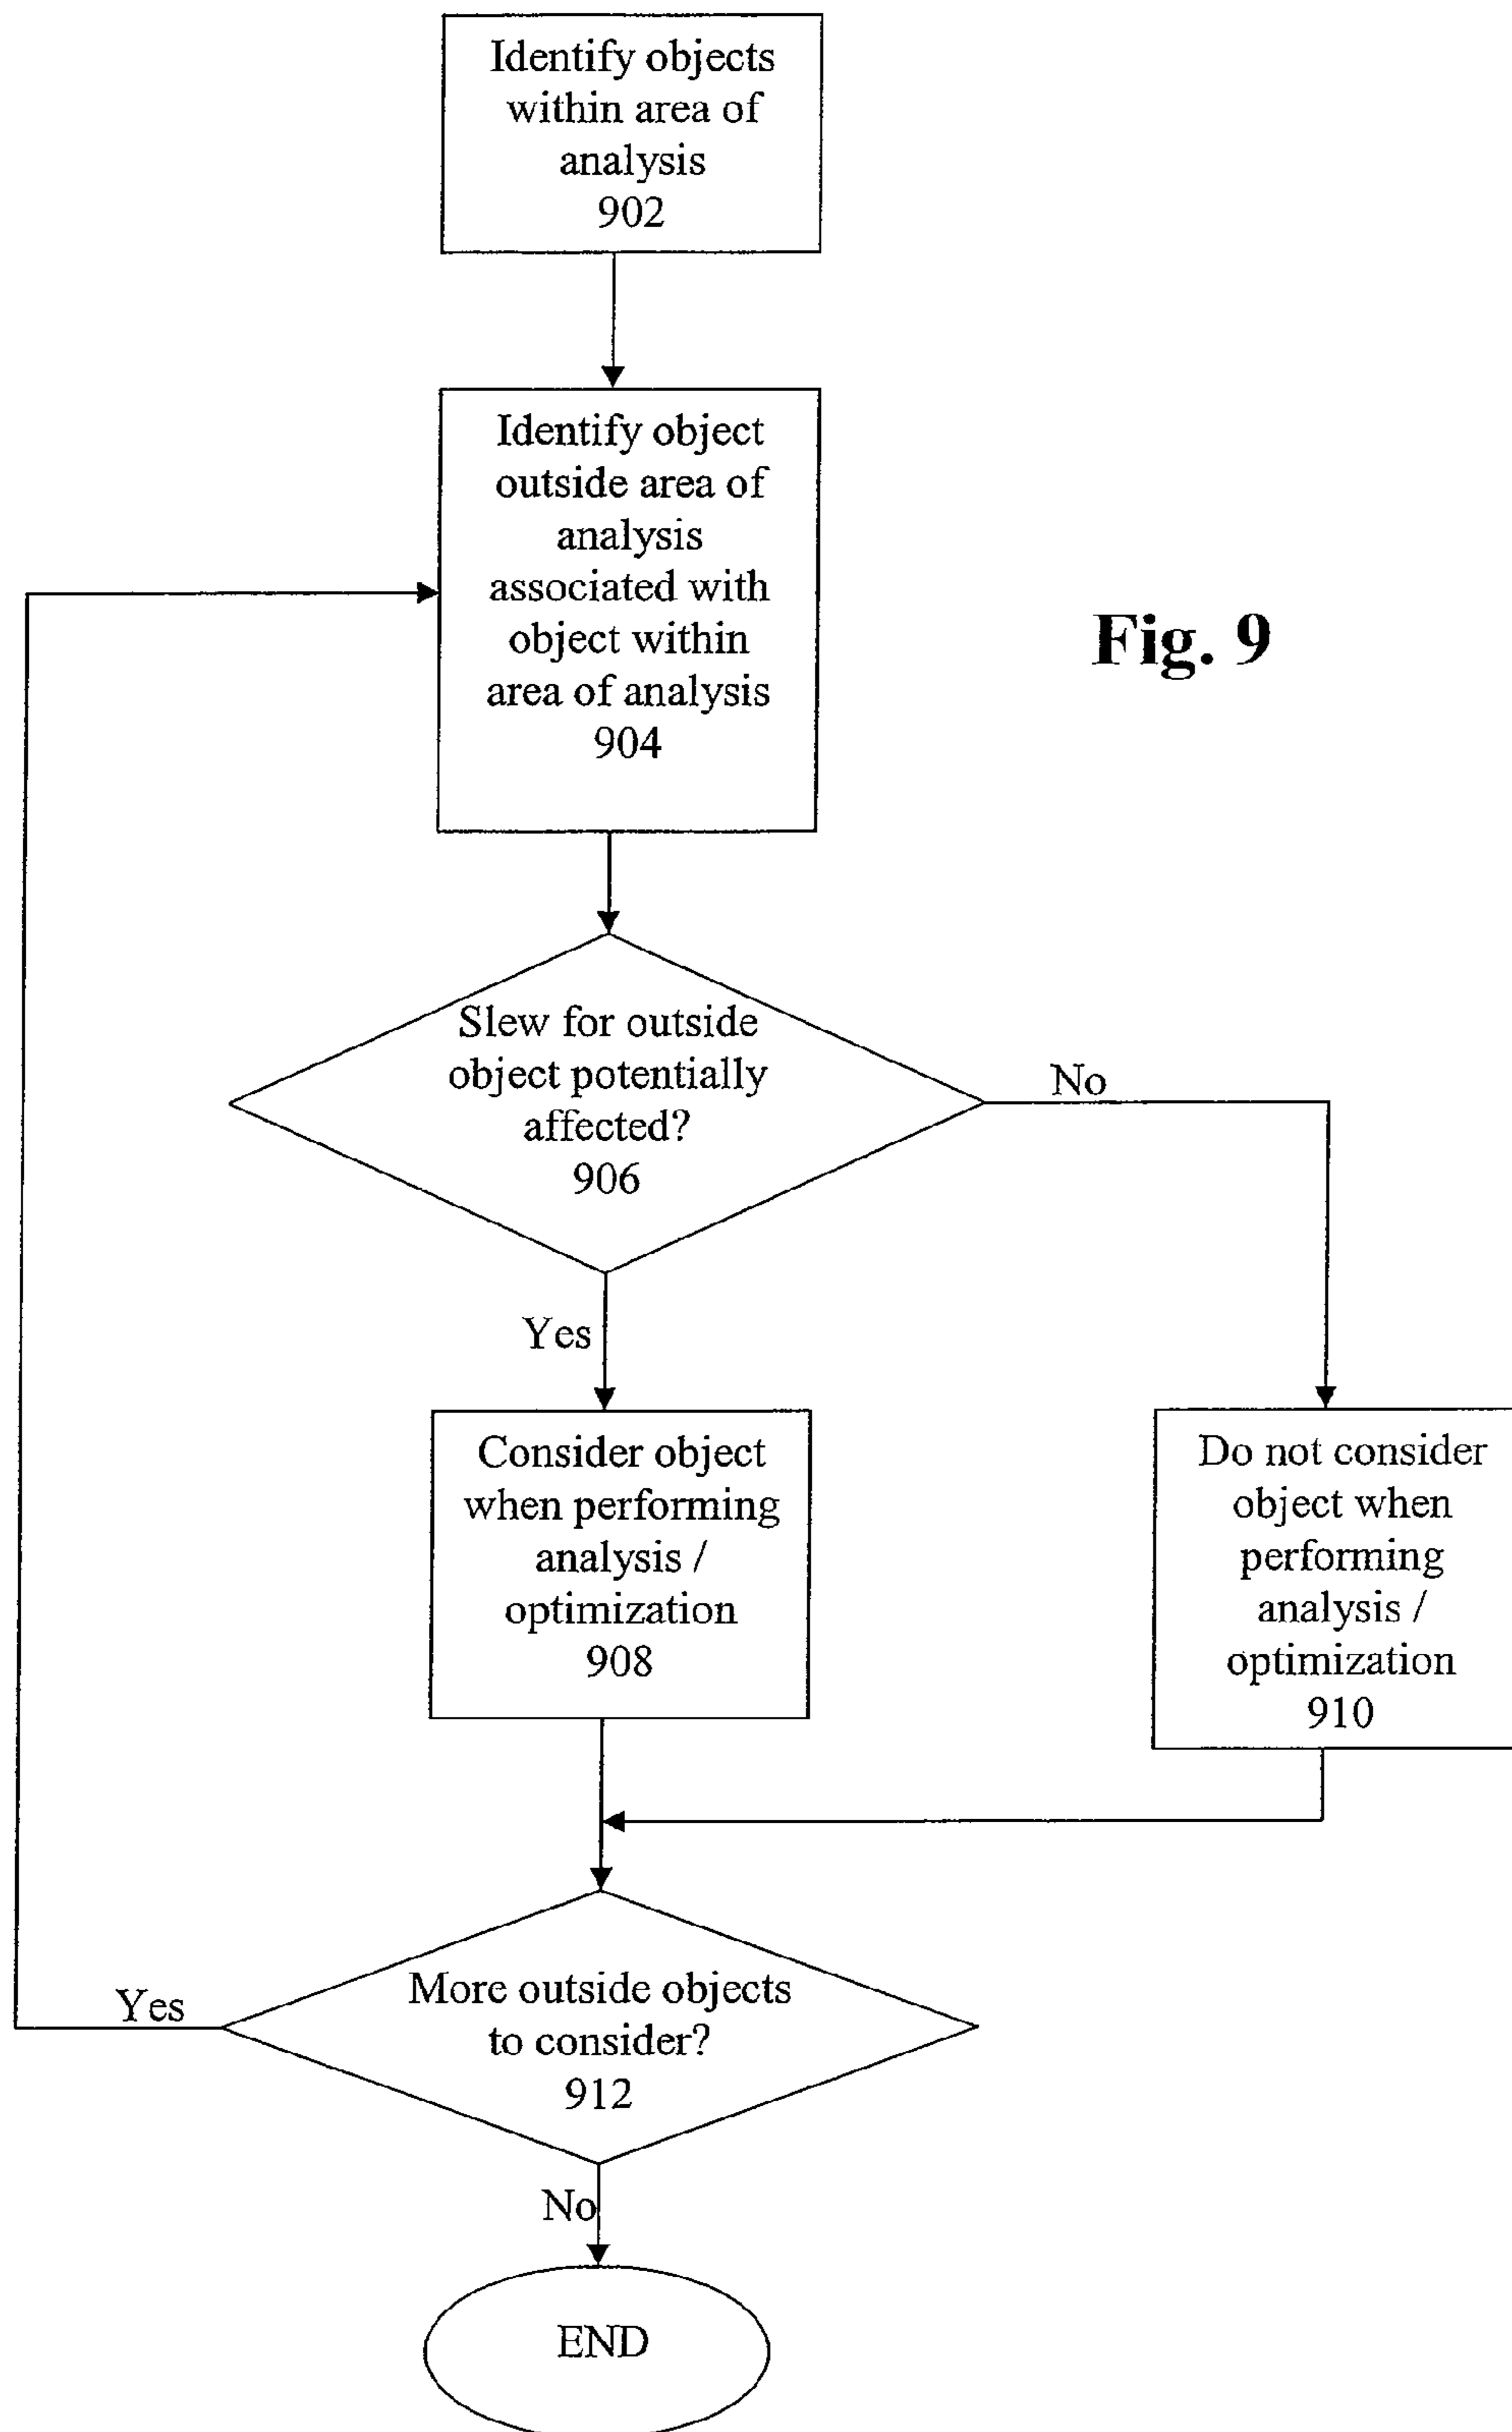 Identify objects
within area of
analysis
902
Identify object
outside area of
analysis
associated with
object within
area of analysis
904
Fig. 9
Slew for outside
object potentially
affected?
906
No
Yes
Consider object
when performing
analysis /
optimization
908
Do not consider
object when
performing
analysis /
optimization
910
More outside objects
to consider?
912
Yes
No
END